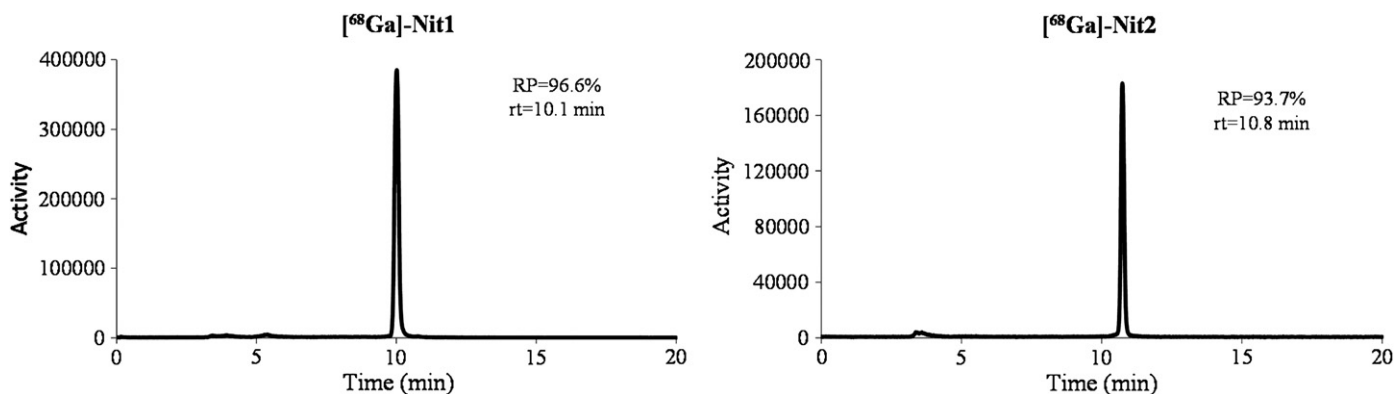 [⁶⁸Ga]-Nit1
400000
300000
200000
100000
0
Activity
0 5 10 15 20
Time (min)
RP=96.6%
rt=10.1 min
[⁶⁸Ga]-Nit2
200000
160000
120000
80000
40000
0
Activity
0 5 10 15 20
Time (min)
RP=93.7%
rt=10.8 min